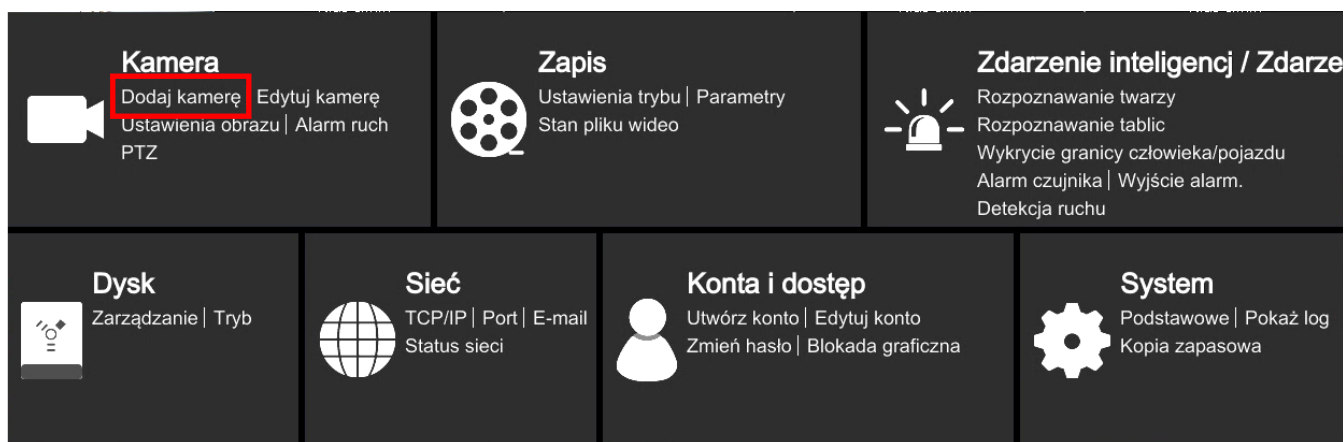 Kamera
Dodaj kamerę | Edytuj kamerę
Ustawienia obrazu | Alarm ruch
PTZ
Zapis
Ustawienia trybu | Parametry
Stan pliku wideo
Zdarzenie inteligencj / Zdarze
Rozpoznawanie twarzy
Rozpoznawanie tablic
Wykrycie granicy człowieka/pojazdu
Alarm czujnika | Wyjście alarm.
Detekcja ruchu
Dysk
Zarządzanie | Tryb
Sieć
TCP/IP | Port | E-mail
Status sieci
Konta i dostęp
Utwórz konto | Edytuj konto
Zmień hasło | Blokada graficzna
System
Podstawowe | Pokaż log
Kopia zapasowa